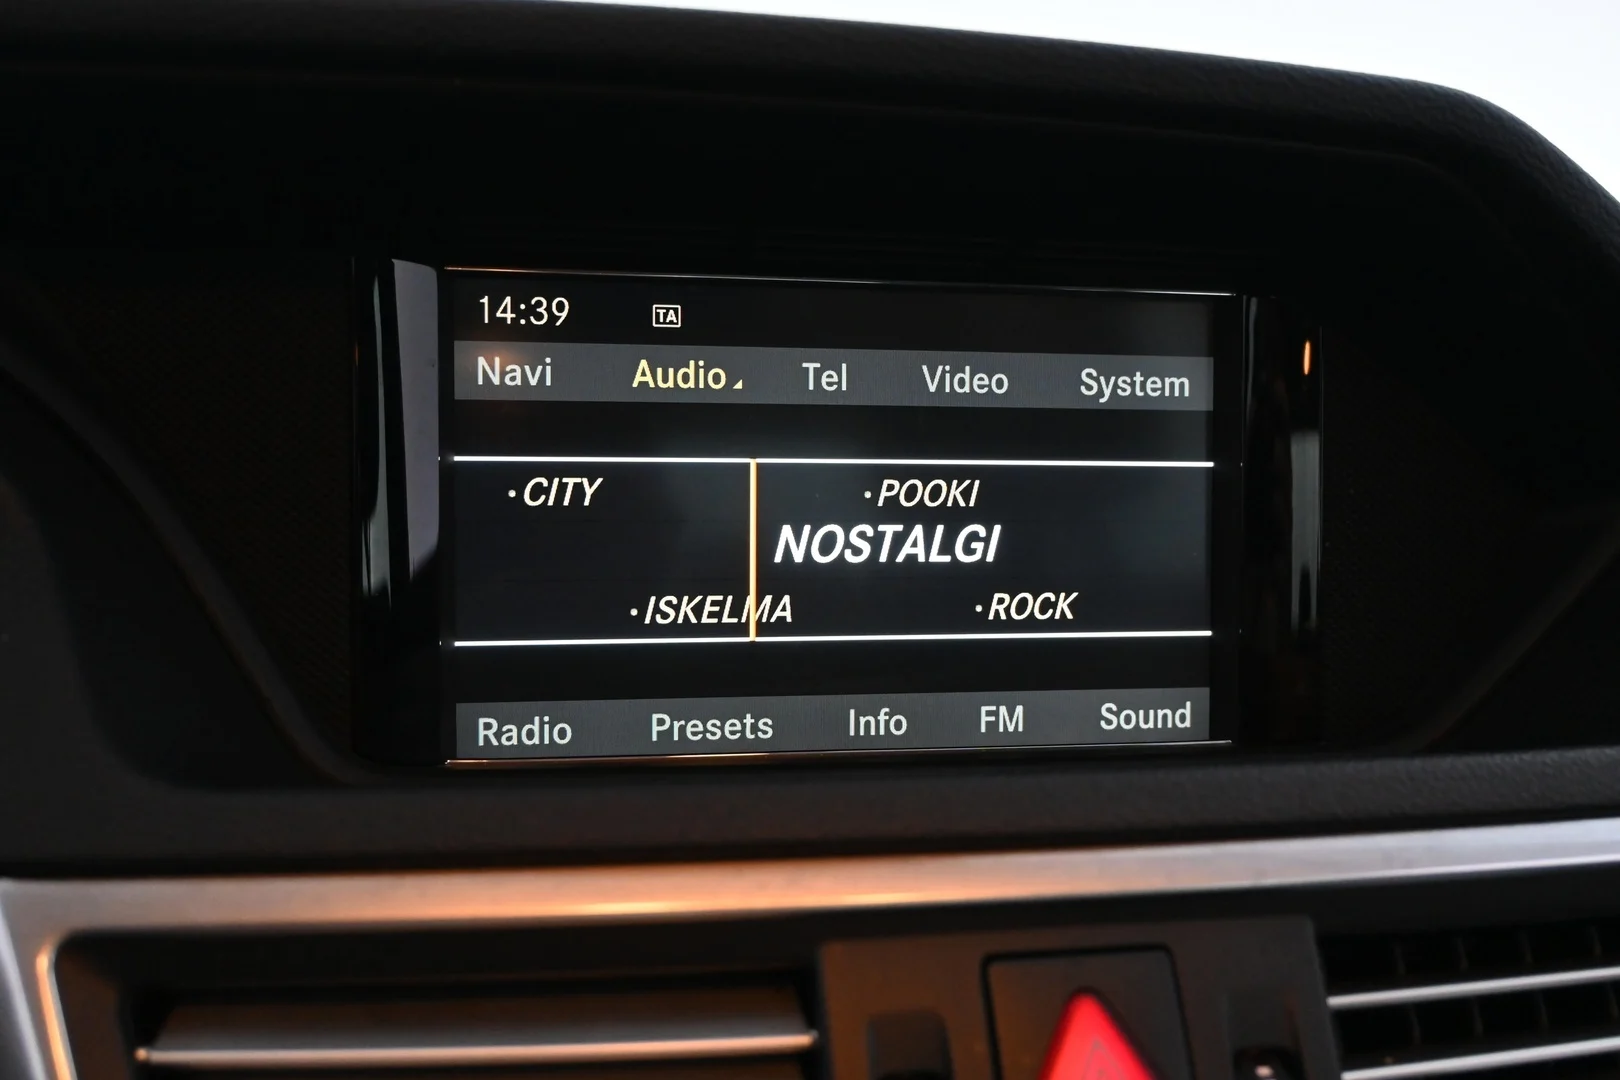 14:39 TA
Navi Audio Tel Video System
·CITY ·POOKI
NOSTALGI
·ISKELMA ·ROCK
Radio Presets Info FM Sound